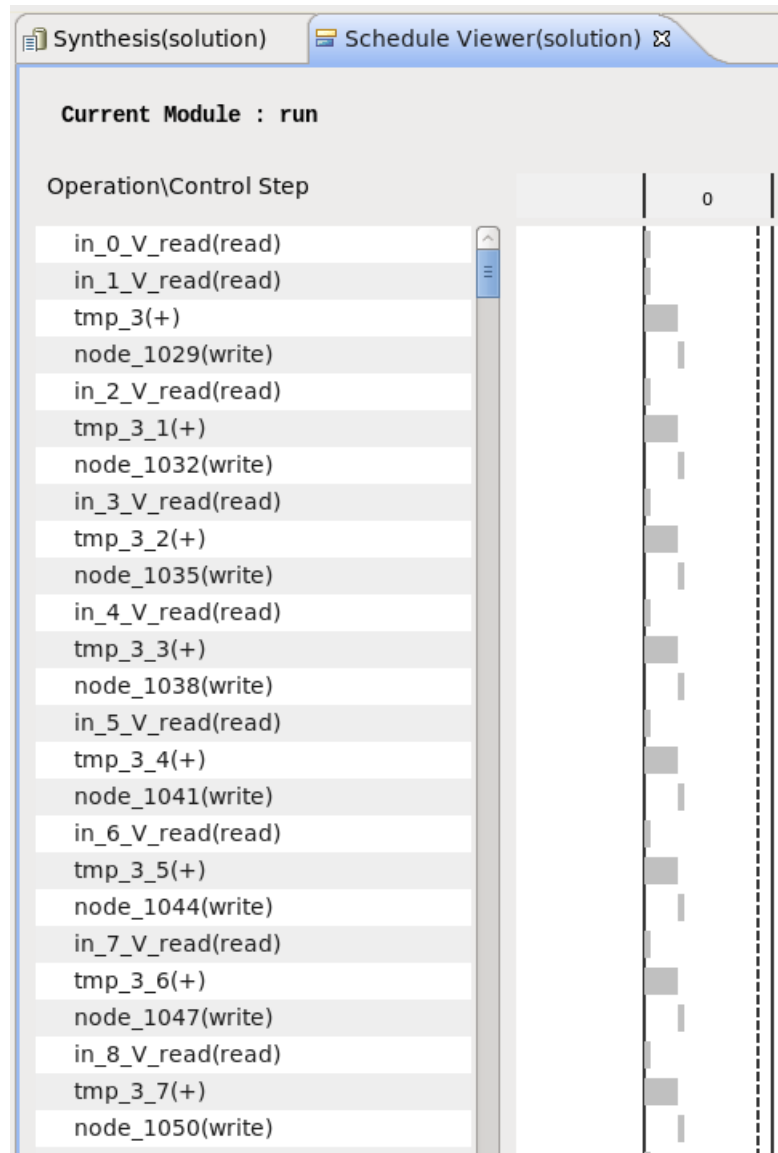 Synthesis(solution) Schedule Viewer(solution)
Current Module : run
Operation\Control Step 0
in_0_V_read(read)
in_1_V_read(read)
tmp_3(+)
node_1029(write)
in_2_V_read(read)
tmp_3_1(+)
node_1032(write)
in_3_V_read(read)
tmp_3_2(+)
node_1035(write)
in_4_V_read(read)
tmp_3_3(+)
node_1038(write)
in_5_V_read(read)
tmp_3_4(+)
node_1041(write)
in_6_V_read(read)
tmp_3_5(+)
node_1044(write)
in_7_V_read(read)
tmp_3_6(+)
node_1047(write)
in_8_V_read(read)
tmp_3_7(+)
node_1050(write)